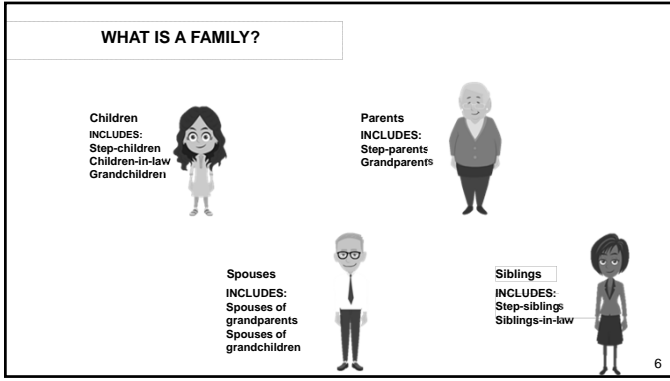 WHAT IS A FAMILY?
Children
INCLUDES:
Step-children
Children-in-law
Grandchildren
Parents
INCLUDES:
Step-parents
Grandparents
Spouses
INCLUDES:
Spouses of
grandparents
Spouses of
grandchildren
Siblings
INCLUDES:
Step-siblings
Siblings-in-law
6